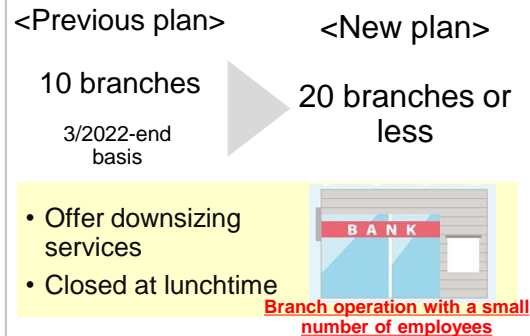 <Previous plan>
<New plan>
10 branches
3/2022-end
basis
20 branches or
less
• Offer downsizing
services
• Closed at lunchtime
BANK
Branch operation with a small
number of employees